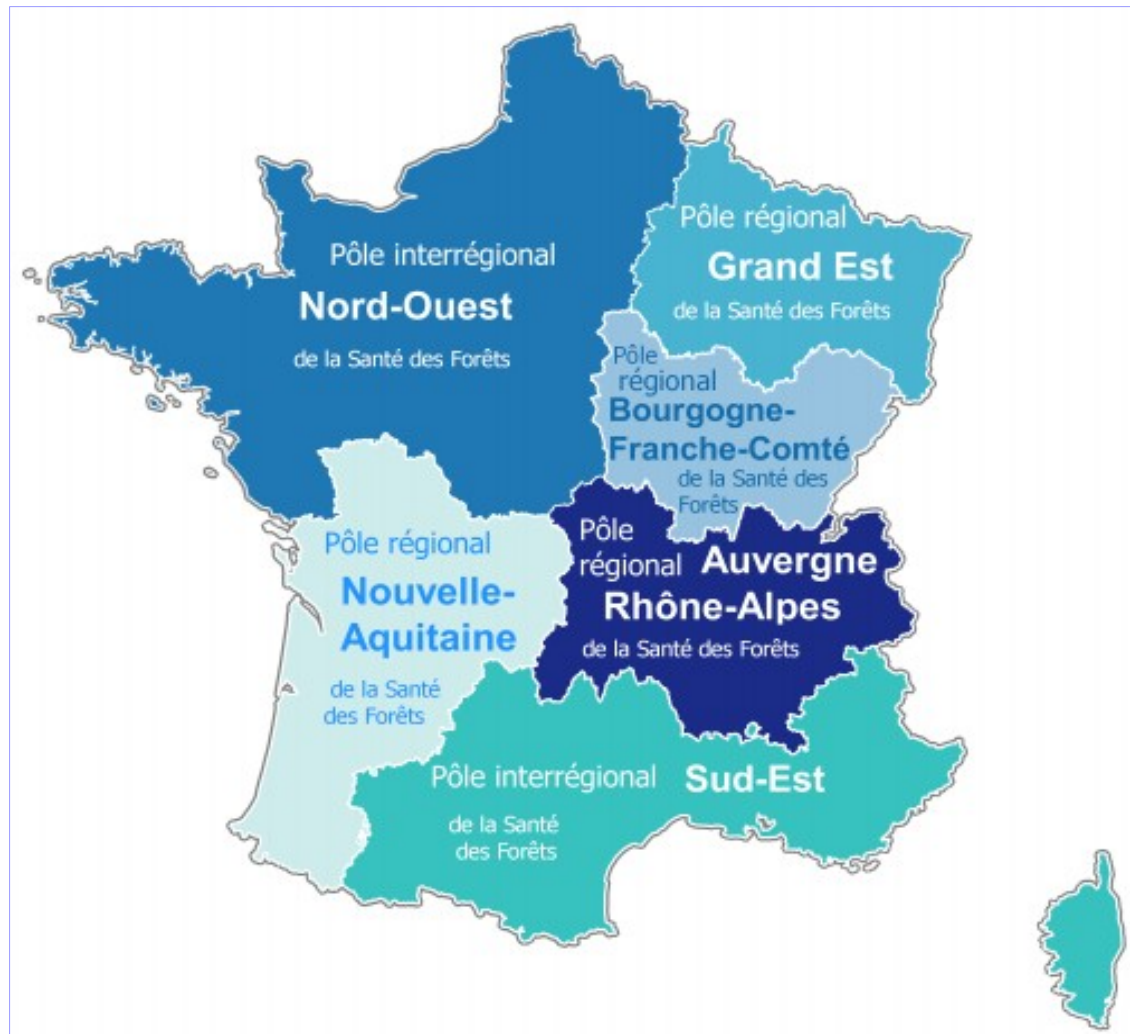 Pôle interrégional
Nord-Ouest
de la Santé des Forêts
Pôle régional
Grand Est
de la Santé des Forêts
Pôle
régional
Bourgogne-
Franche-Comté
de la Santé des
Forêts
Pôle
régional Auvergne
Rhône-Alpes
de la Santé des Forêts
Pôle régional
Nouvelle-
Aquitaine
de la Santé
des Forêts
Pôle interrégional Sud-Est
de la Santé
des Forêts